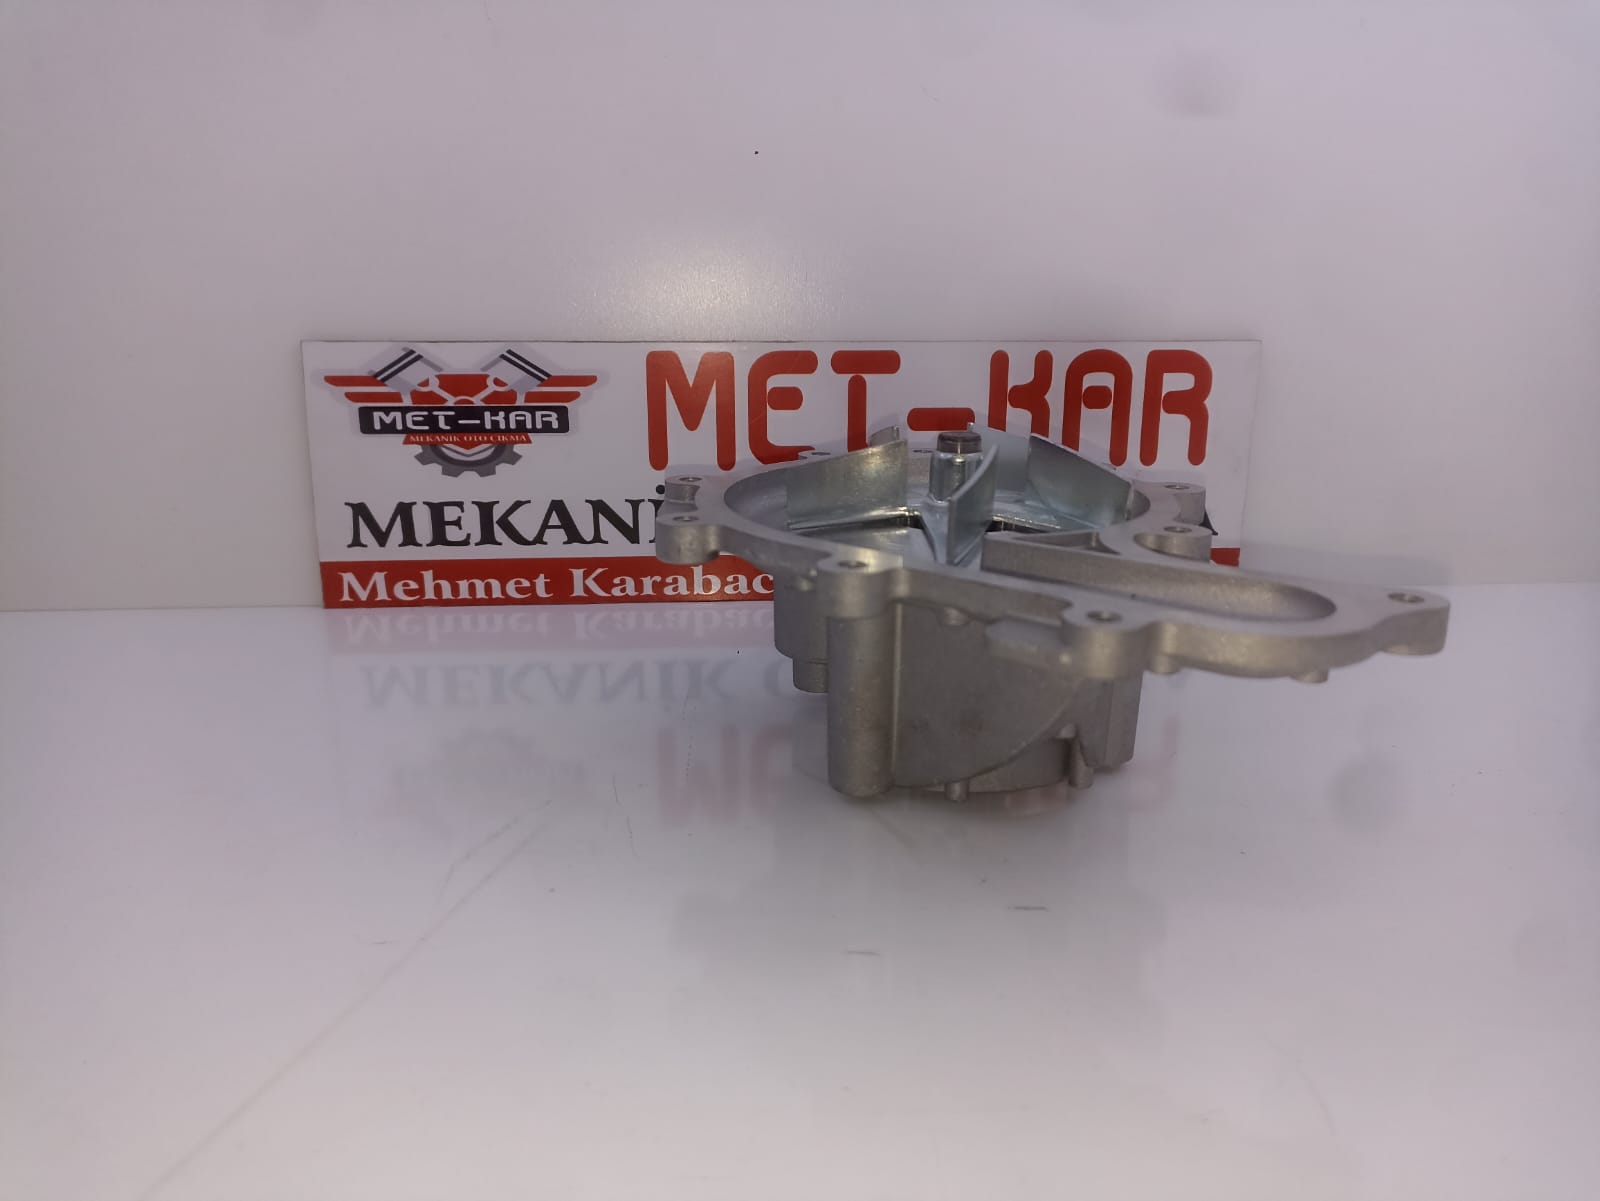 MET-KAR
MEKANİK OTO ÇIKMA
MET-KAR
MEKANİ
Mehmet Karabac